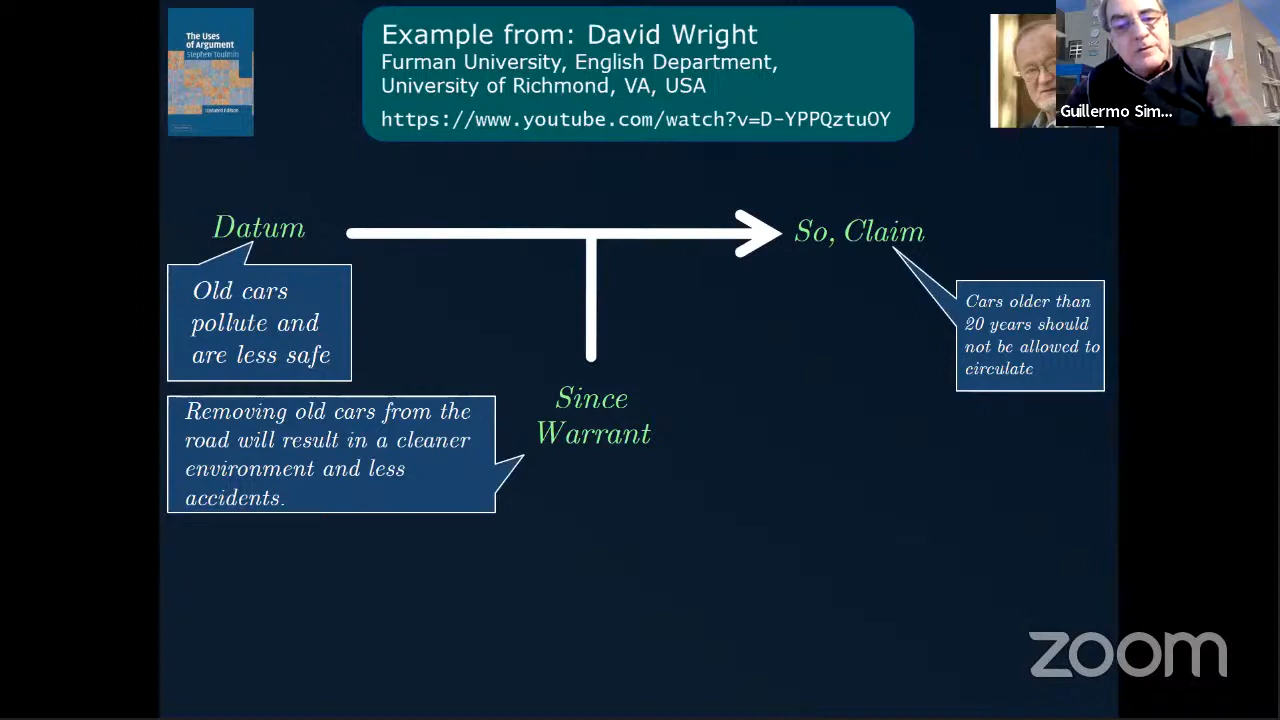 The Uses
of Argument
Stephen Toulmin
Updated Edition
Example from: David Wright
Furman University, English Department,
University of Richmond, VA, USA
https://www.youtube.com/watch?v=D-YPPQztuOY
Guillermo Sim...
Datum
So, Claim
Old cars
pollute and
are less safe
Cars older than
20 years should
not be allowed to
circulate
Since
Warrant
Removing old cars from the
road will result in a cleaner
environment and less
accidents.
zoom